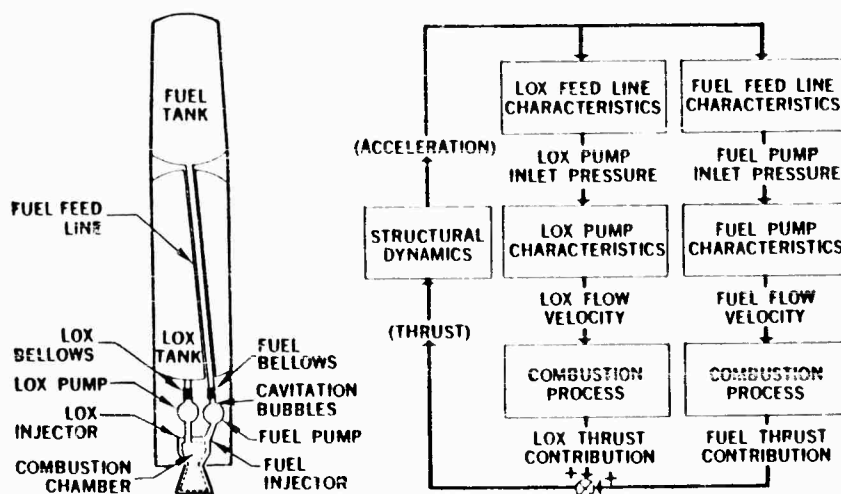 FUEL
TANK
FUEL FEED
LINE
LOX
BELLOWS
LOX
TANK
FUEL
BELLOWS
LOX PUMP
CAVITATION
BUBBLES
LOX
INJECTOR
FUEL PUMP
COMBUSTION
CHAMBER
FUEL
INJECTOR
LOX FEED LINE
CHARACTERISTICS
FUEL FEED LINE
CHARACTERISTICS
(ACCELERATION)
LOX PUMP
INLET PRESSURE
FUEL PUMP
INLET PRESSURE
STRUCTURAL
DYNAMICS
LOX PUMP
CHARACTERISTICS
FUEL PUMP
CHARACTERISTICS
LOX FLOW
VELOCITY
FUEL FLOW
VELOCITY
(THRUST)
COMBUSTION
PROCESS
COMBUSTION
PROCESS
LOX THRUST
CONTRIBUTION
FUEL THRUST
CONTRIBUTION
+ +